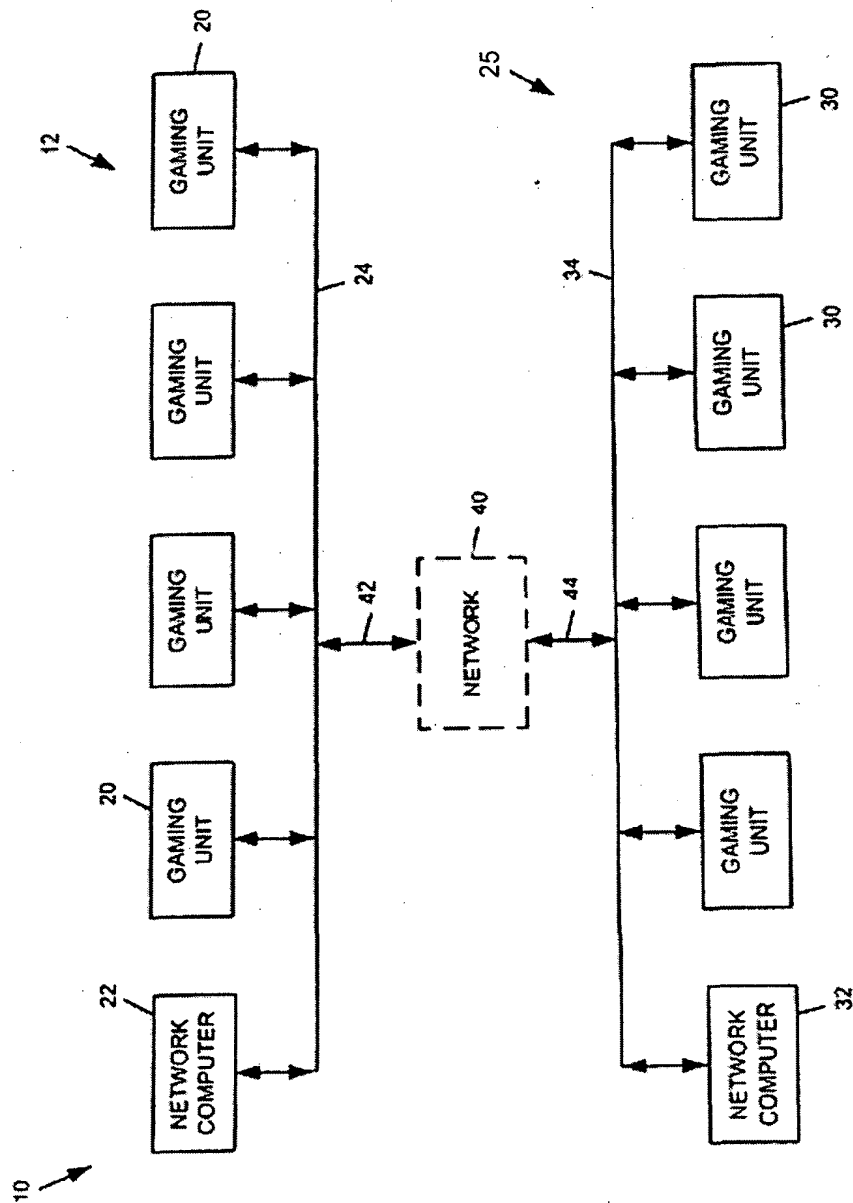 10
12
22
20
20
NETWORK
COMPUTER
GAMING
UNIT
GAMING
UNIT
GAMING
UNIT
GAMING
UNIT
24
42
NETWORK
40
44
25
34
NETWORK
COMPUTER
GAMING
UNIT
GAMING
UNIT
GAMING
UNIT
GAMING
UNIT
32
30
30